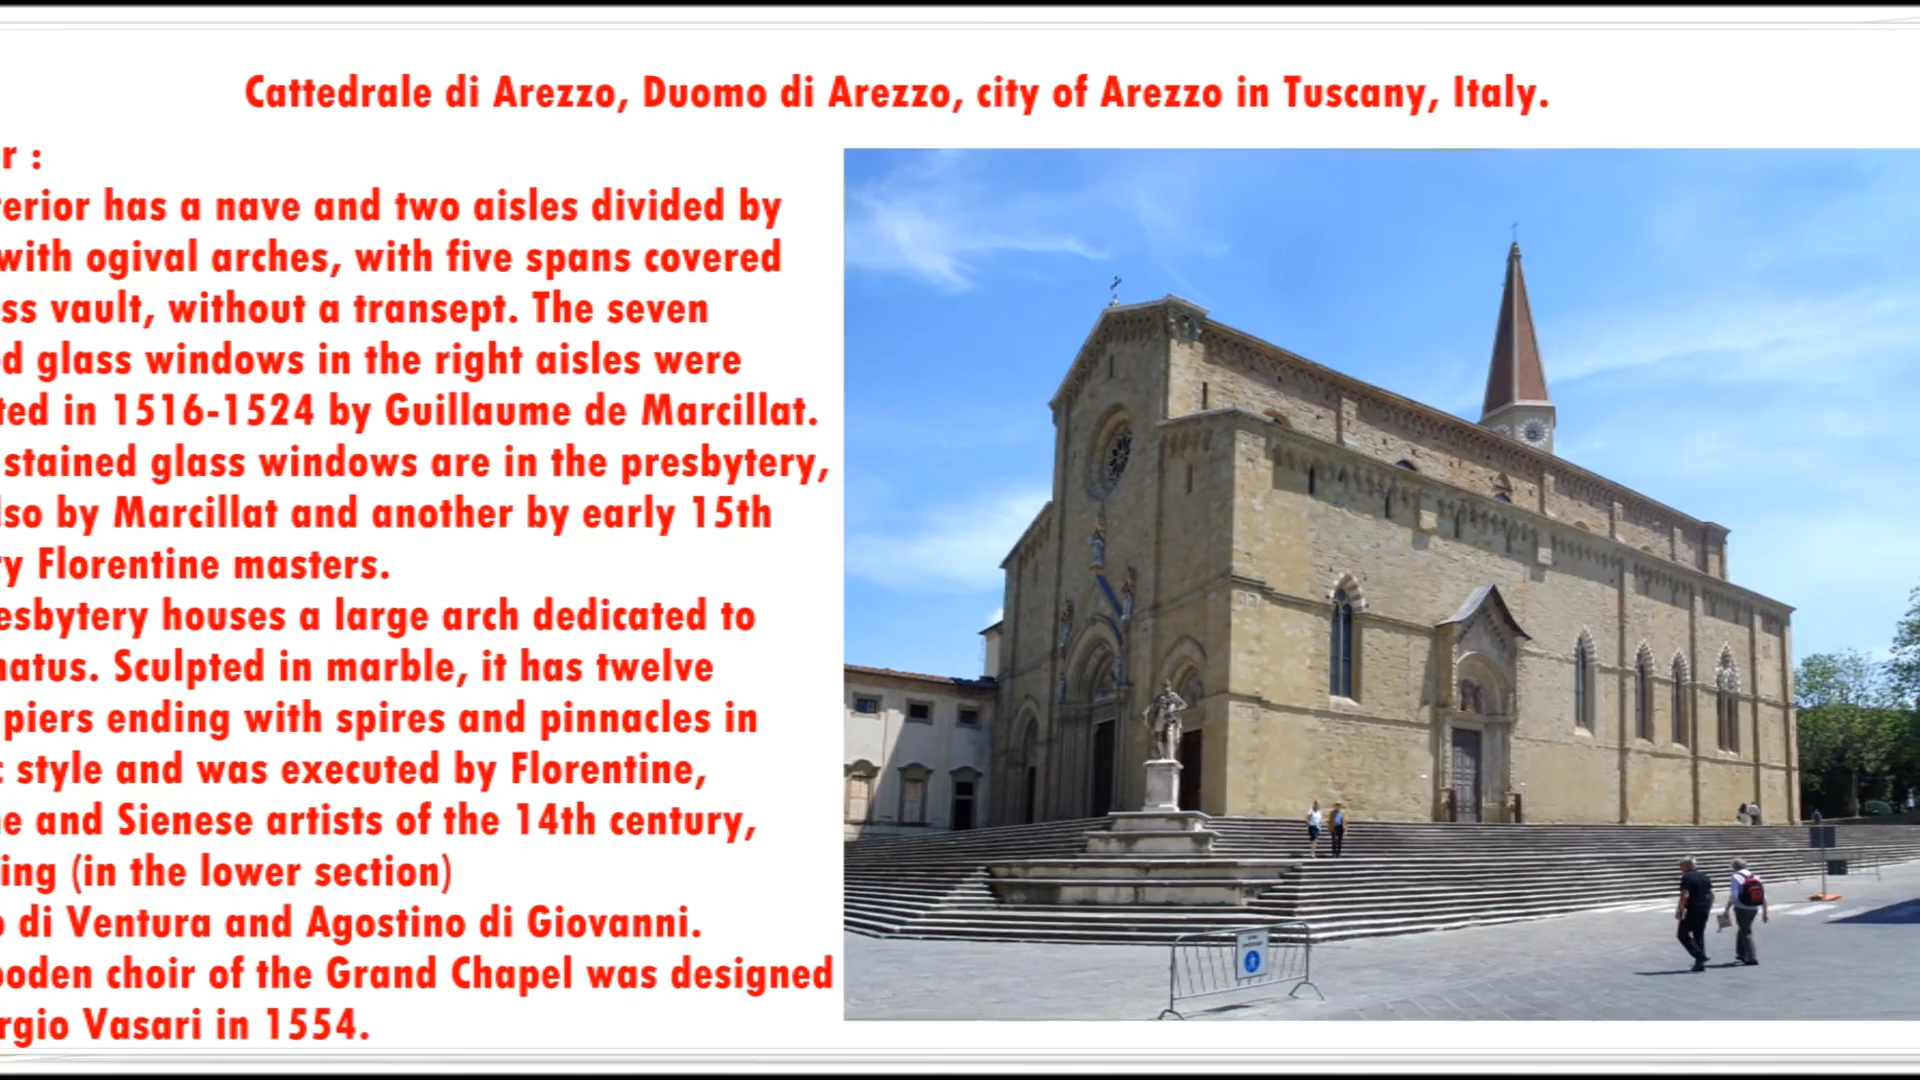 Cattedrale di Arezzo, Duomo di Arezzo, city of Arezzo in Tuscany, Italy.
r :
terior has a nave and two aisles divided by
with ogival arches, with five spans covered
ss vault, without a transept. The seven
d glass windows in the right aisles were
ted in 1516-1524 by Guillaume de Marcillat.
stained glass windows are in the presbytery,
lso by Marcillat and another by early 15th
ry Florentine masters.
esbytery houses a large arch dedicated to
natus. Sculpted in marble, it has twelve
piers ending with spires and pinnacles in
c style and was executed by Florentine,
ne and Sienese artists of the 14th century,
ing (in the lower section)
o di Ventura and Agostino di Giovanni.
ooden choir of the Grand Chapel was designed
rgio Vasari in 1554.